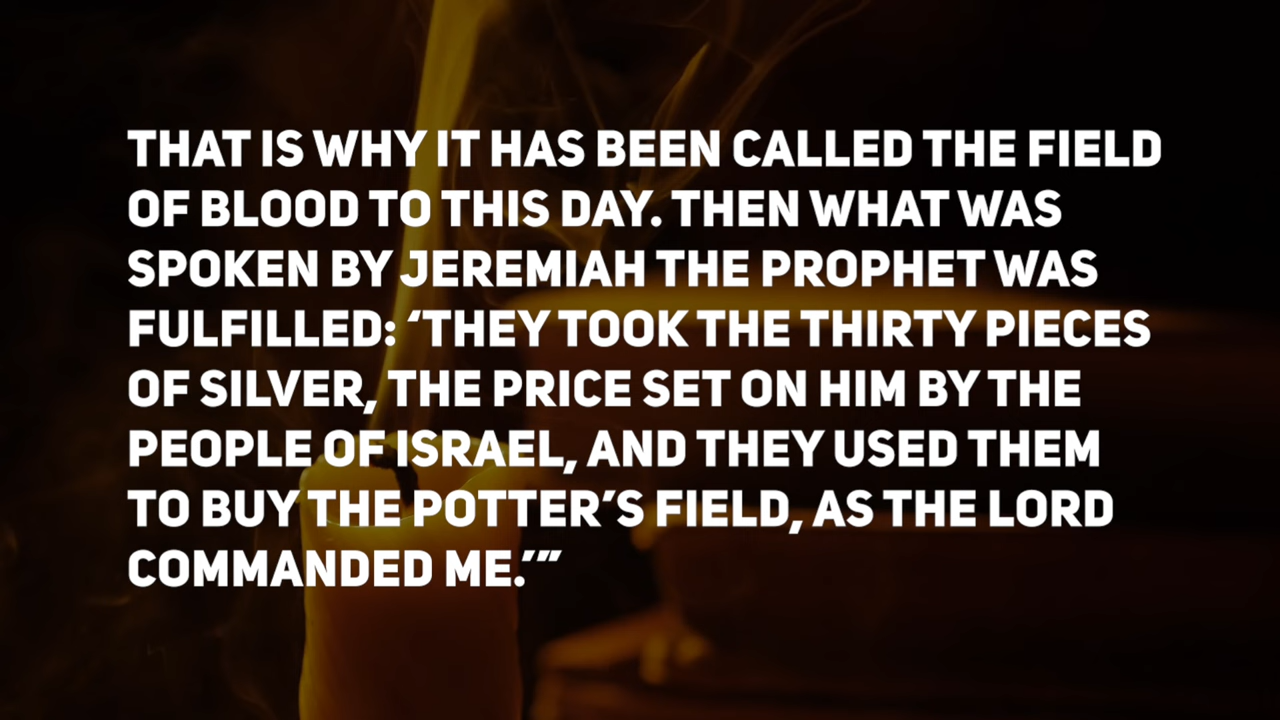 THAT IS WHY IT HAS BEEN CALLED THE FIELD
OF BLOOD TO THIS DAY. THEN WHAT WAS
SPOKEN BY JEREMIAH THE PROPHET WAS
FULFILLED: ‘THEY TOOK THE THIRTY PIECES
OF SILVER, THE PRICE SET ON HIM BY THE
PEOPLE OF ISRAEL, AND THEY USED THEM
TO BUY THE POTTER’S FIELD, AS THE LORD
COMMANDED ME.’”